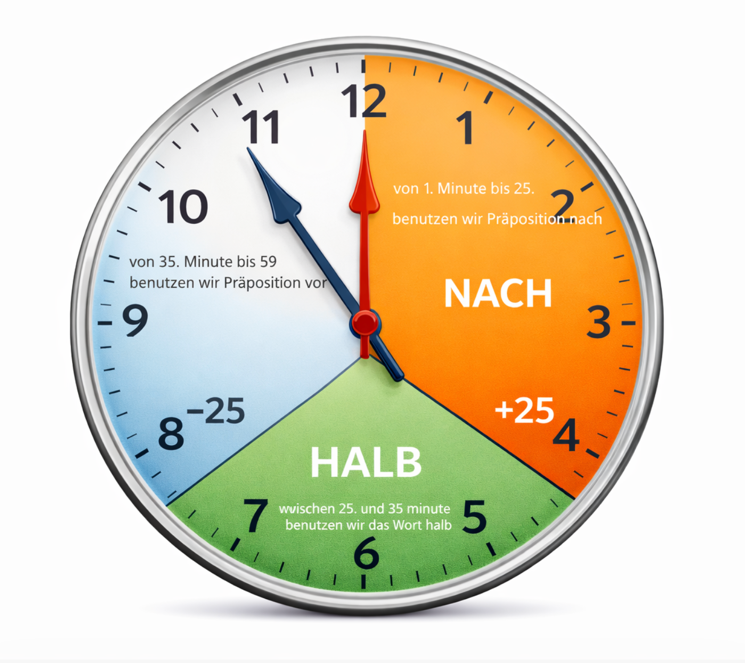 12
11
1
10
2
von 1. Minute bis 25.
benutzen wir Präposition nach
von 35. Minute bis 59
benutzen wir Präposition vor
NACH
9
3
-25
+25
8
4
HALB
7
wvischen 25. und 35 minute
5
benutzen wir das Wort halb
6